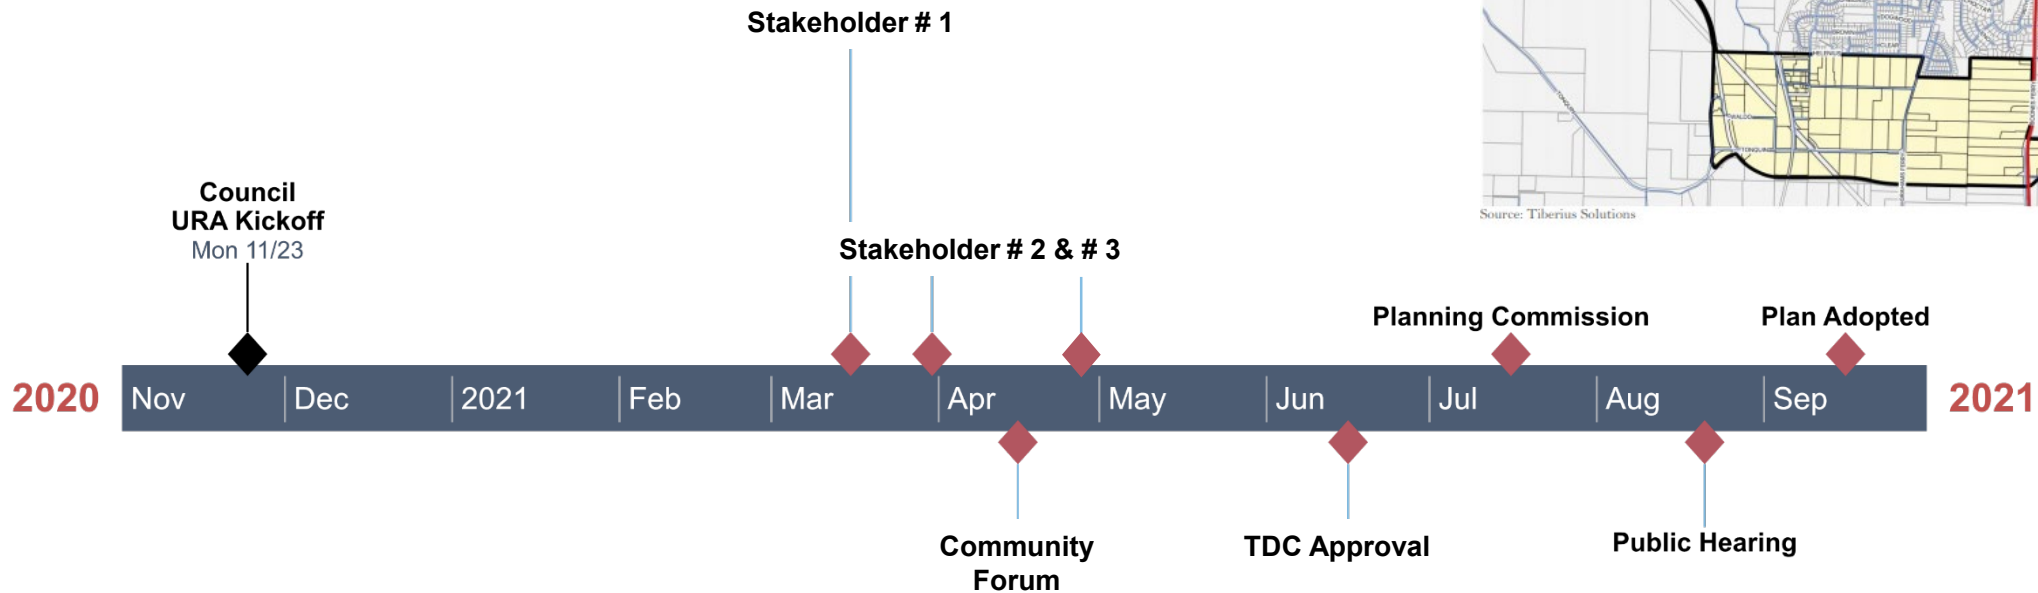 Stakeholder # 1
TONQUIN
Source: Tiberius Solutions
Council
URA Kickoff
Mon 11/23
Stakeholder # 2 & # 3
Planning Commission
Plan Adopted
2020
Nov
Dec
2021
Feb
Mar
Apr
May
Jun
Jul
Aug
Sep
2021
Community
Forum
TDC Approval
Public Hearing